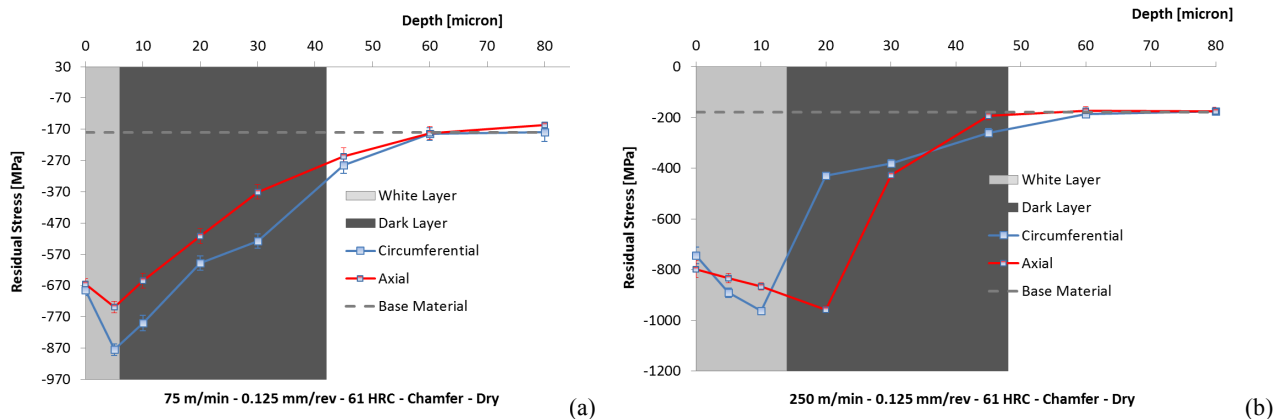 Depth [micron]
0 10 20 30 40 50 60 70 80
30
-70
-170
-270
-370
-470
-570
-670
-770
-870
-970
Residual Stress [MPa]
White Layer
Dark Layer
Circumferential
Axial
Base Material
75 m/min - 0.125 mm/rev - 61 HRC - Chamfer - Dry
(a)
Depth [micron]
0 10 20 30 40 50 60 70 80
0
-200
-400
-600
-800
-1000
-1200
Residual Stress [MPa]
White Layer
Dark Layer
Circumferential
Axial
Base Material
250 m/min - 0.125 mm/rev - 61 HRC - Chamfer - Dry
(b)